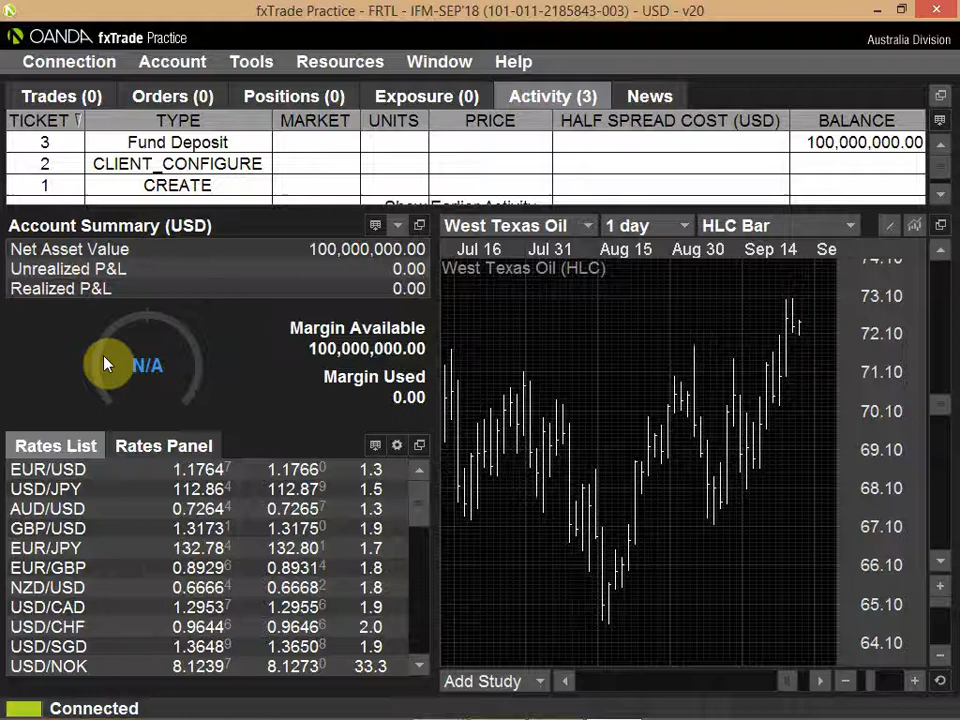 fxTrade Practice - FRTL - IFM-SEP'18 (101-011-2185843-003) - USD - v20
OANDA fxTrade Practice
Australia Division
Connection Account Tools Resources Window Help
Trades (0) Orders (0) Positions (0) Exposure (0) Activity (3) News
TICKET TYPE MARKET UNITS PRICE HALF SPREAD COST (USD) BALANCE
3 Fund Deposit 100,000,000.00
2 CLIENT_CONFIGURE
1 CREATE
Show Earlier Activity
Account Summary (USD)
Net Asset Value 100,000,000.00
Unrealized P&L 0.00
Realized P&L 0.00
N/A
Margin Available
100,000,000.00
Margin Used
0.00
Rates List Rates Panel
EUR/USD 1.1764⁷ 1.1766⁰ 1.3
USD/JPY 112.86⁴ 112.87⁹ 1.5
AUD/USD 0.7264⁴ 0.7265⁷ 1.3
GBP/USD 1.3173¹ 1.3175⁰ 1.9
EUR/JPY 132.78⁴ 132.80¹ 1.7
EUR/GBP 0.8929⁶ 0.8931⁴ 1.8
NZD/USD 0.6666⁴ 0.6668² 1.8
USD/CAD 1.2953⁷ 1.2955⁶ 1.9
USD/CHF 0.9644⁶ 0.9646⁶ 2.0
USD/SGD 1.3648⁹ 1.3650⁸ 1.9
USD/NOK 8.1239⁷ 8.1273⁰ 33.3
West Texas Oil 1 day HLC Bar
Jul 16 Jul 31 Aug 15 Aug 30 Sep 14 Se
West Texas Oil (HLC)
74.10
73.10
72.10
71.10
70.10
69.10
68.10
67.10
66.10
65.10
64.10
Add Study
Connected